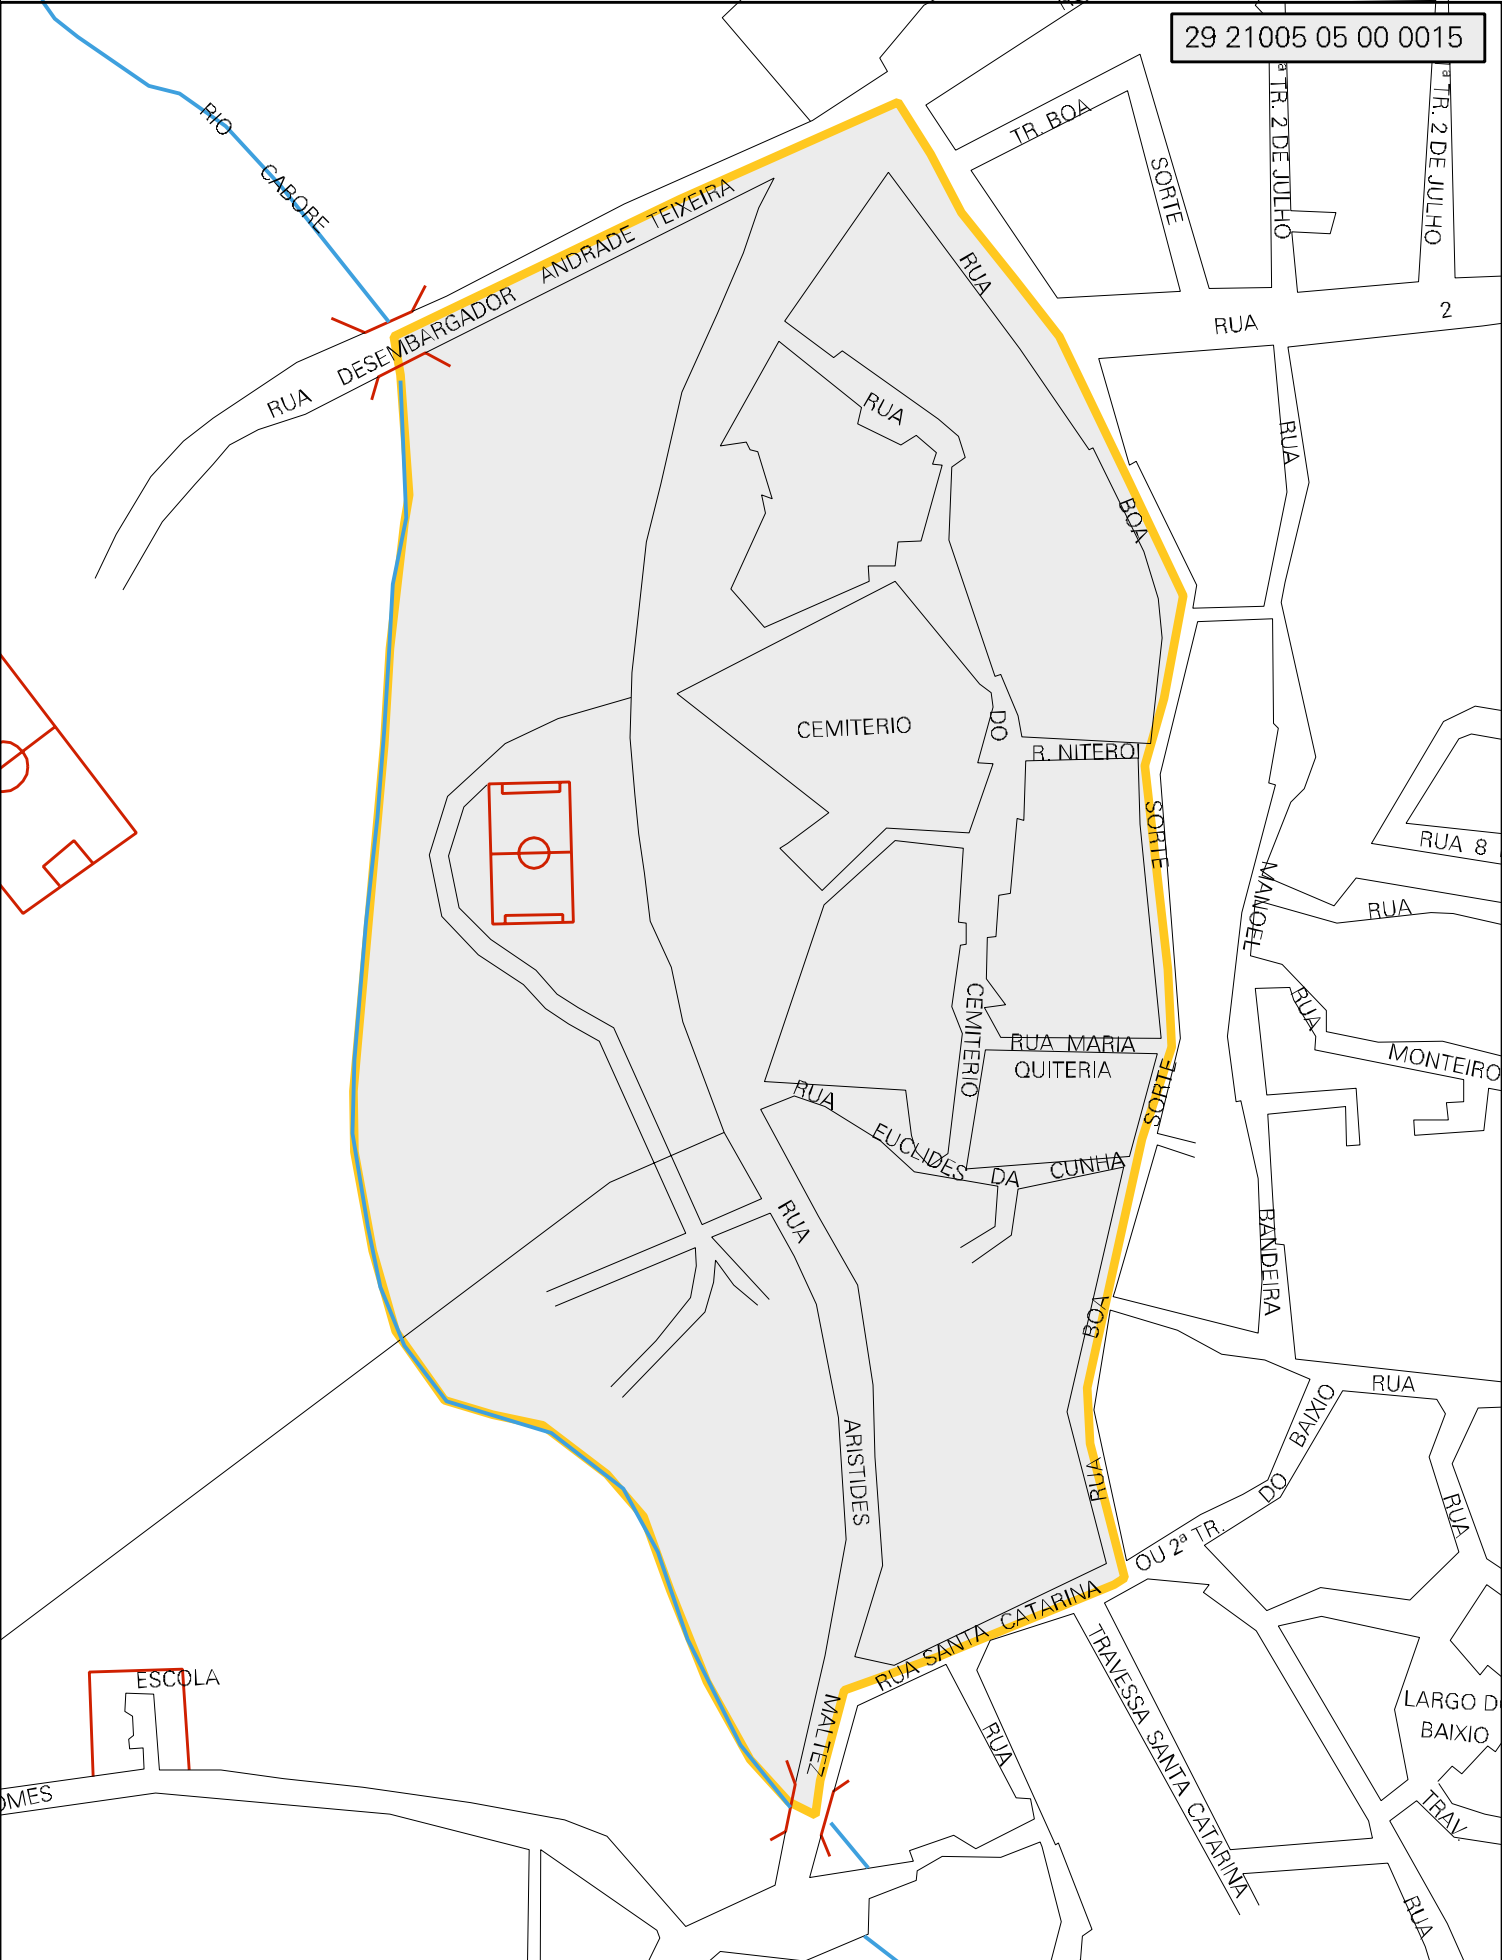 29 21005 05 00 0015
RIO CABORE
RUA DESEMBARGADOR ANDRADE TEIXEIRA
TR. BOA SORTE
ª TR. 2 DE JULHO
ª TR. 2 DE JULHO
RUA 2
RUA BOA SORTE
RUA DO CEMITERIO
RUA MANOEL BANDEIRA
CEMITERIO
R. NITEROI
RUA 8
RUA
RUA MONTEIRO
RUA MARIA
QUITERIA
RUA EUCLIDES DA CUNHA
SORTE
BOA
RUA
RUA ARISTIDES MALTEZ
RUA
OU 2ª TR. DO BAIXIO
RUA
RUA SANTA CATARINA
TRAVESSA SANTA CATARINA
ESCOLA
OMES
RUA
LARGO D
BAIXIO
TRAV.
RUA